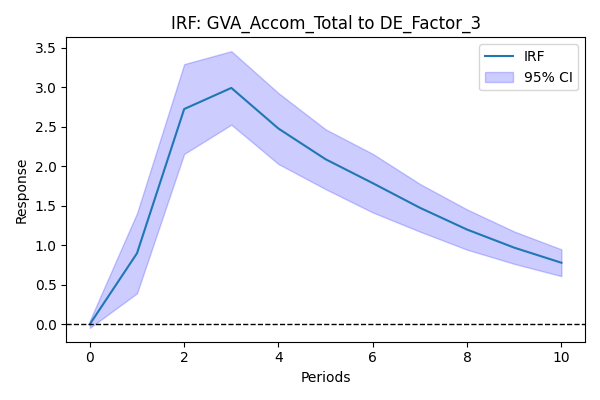 IRF: GVA_Accom_Total to DE_Factor_3
IRF
95% CI
Response
3.5
3.0
2.5
2.0
1.5
1.0
0.5
0.0
0 2 4 6 8 10
Periods